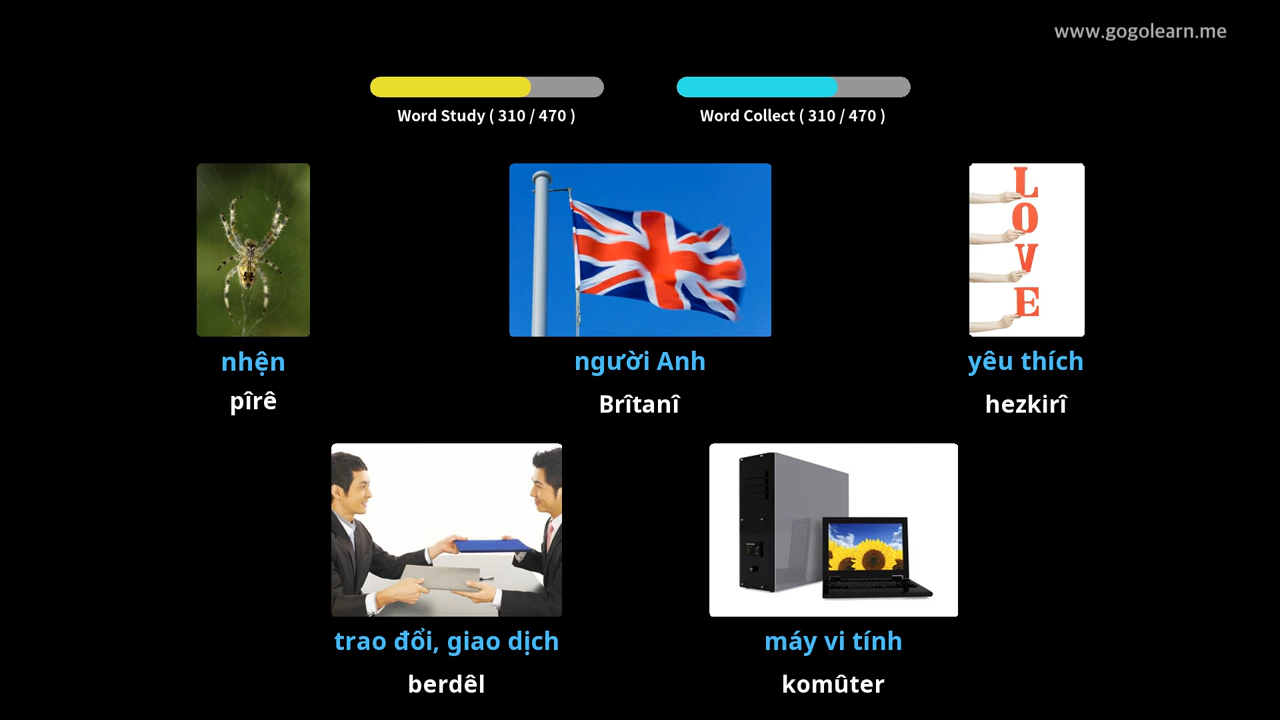 www.gogolearn.me
Word Study ( 310 / 470 )
Word Collect ( 310 / 470 )
L
O
V
E
nhện
người Anh
yêu thích
pîrê
Brîtanî
hezkirî
trao đổi, giao dịch
máy vi tính
berdêl
komûter